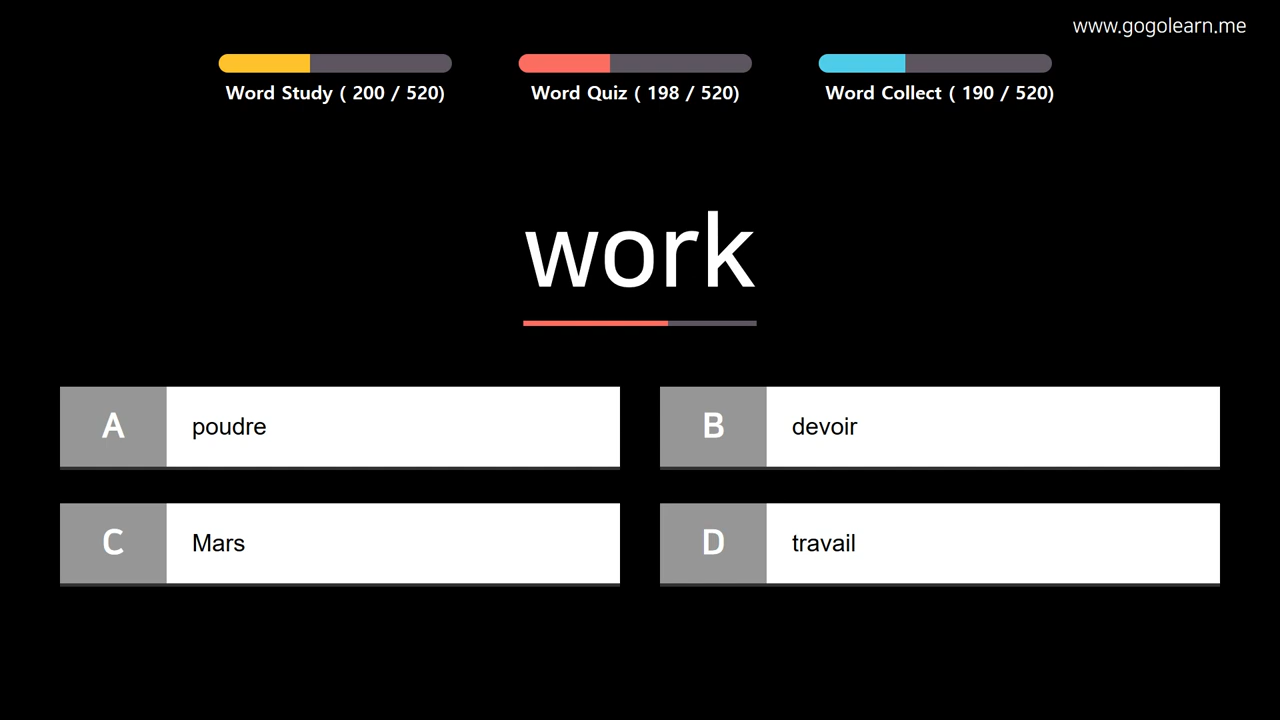 www.gogolearn.me
Word Study ( 200 / 520)
Word Quiz ( 198 / 520)
Word Collect ( 190 / 520)
work
A poudre
B devoir
C Mars
D travail